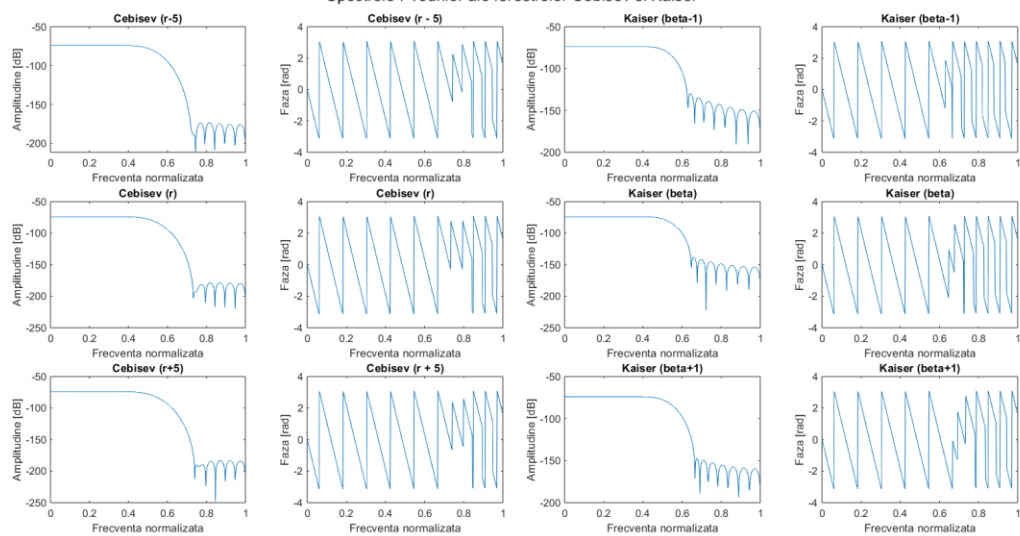 Cebisev (r-5)
Amplitudine [dB]
-50
-100
-150
-200
0 0.2 0.4 0.6 0.8 1
Frecventa normalizata
Cebisev (r - 5)
Faza [rad]
4
2
0
-2
-4
0 0.2 0.4 0.6 0.8 1
Frecventa normalizata
Kaiser (beta-1)
Amplitudine [dB]
-50
-100
-150
-200
0 0.2 0.4 0.6 0.8 1
Frecventa normalizata
Kaiser (beta-1)
Faza [rad]
4
2
0
-2
-4
0 0.2 0.4 0.6 0.8 1
Frecventa normalizata
Cebisev (r)
Amplitudine [dB]
-50
-100
-150
-200
-250
0 0.2 0.4 0.6 0.8 1
Frecventa normalizata
Cebisev (r)
Faza [rad]
4
2
0
-2
-4
0 0.2 0.4 0.6 0.8 1
Frecventa normalizata
Kaiser (beta)
Amplitudine [dB]
-50
-100
-150
-200
-250
0 0.2 0.4 0.6 0.8 1
Frecventa normalizata
Kaiser (beta)
Faza [rad]
4
2
0
-2
-4
0 0.2 0.4 0.6 0.8 1
Frecventa normalizata
Cebisev (r+5)
Amplitudine [dB]
-50
-100
-150
-200
-250
0 0.2 0.4 0.6 0.8 1
Frecventa normalizata
Cebisev (r + 5)
Faza [rad]
4
2
0
-2
-4
0 0.2 0.4 0.6 0.8 1
Frecventa normalizata
Kaiser (beta+1)
Amplitudine [dB]
-50
-100
-150
-200
0 0.2 0.4 0.6 0.8 1
Frecventa normalizata
Kaiser (beta+1)
Faza [rad]
4
2
0
-2
-4
0 0.2 0.4 0.6 0.8 1
Frecventa normalizata